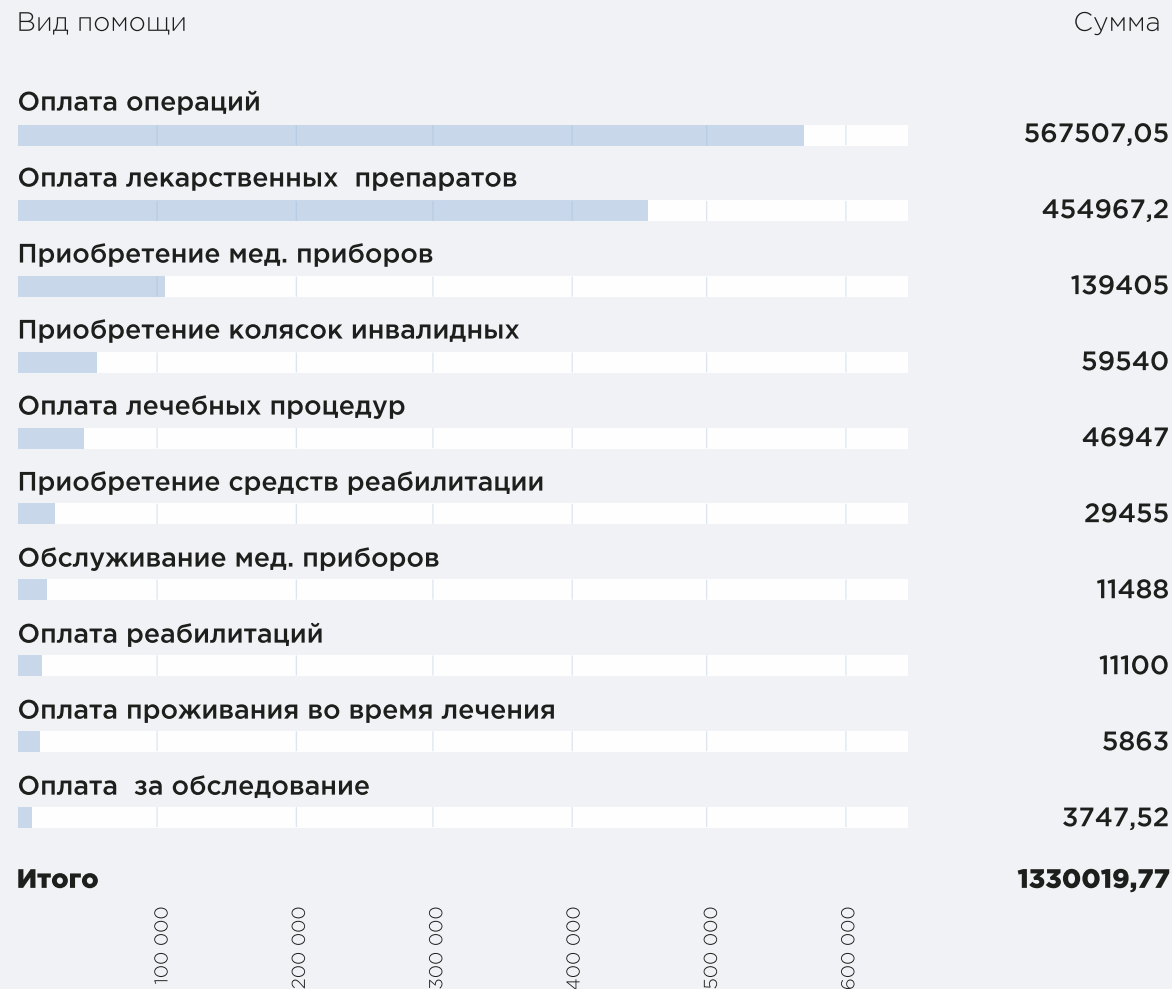 Вид помощи Сумма
Оплата операций
567507,05
Оплата лекарственных  препаратов
454967,2
Приобретение мед. приборов
139405
Приобретение колясок инвалидных
59540
Оплата лечебных процедур
46947
Приобретение средств реабилитации
29455
Обслуживание мед. приборов
11488
Оплата реабилитаций
11100
Оплата проживания во время лечения
5863
Оплата  за обследование
3747,52
Итого 1330019,77
100 000
200 000
300 000
400 000
500 000
600 000